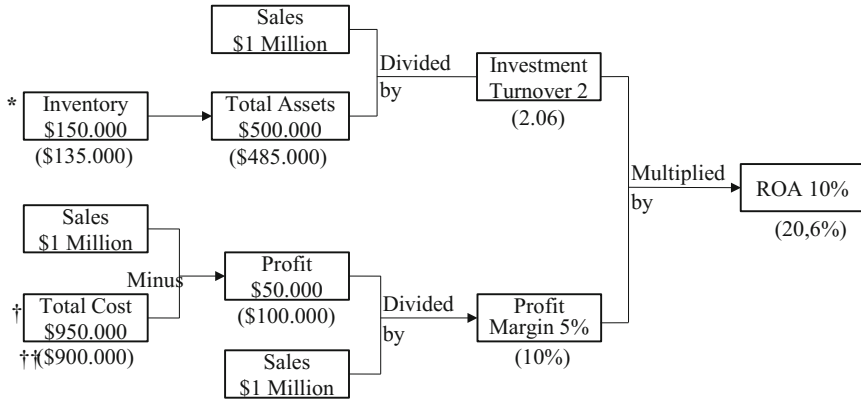 Sales
$1 Million
Divided
by
Investment
Turnover 2
(2.06)
*
Inventory
$150.000
($135.000)
Total Assets
$500.000
($485.000)
Multiplied
by
ROA 10%
(20,6%)
Sales
$1 Million
Minus
Profit
$50.000
($100.000)
†
Total Cost
$950.000
††($900.000)
Divided
by
Profit
Margin 5%
(10%)
Sales
$1 Million